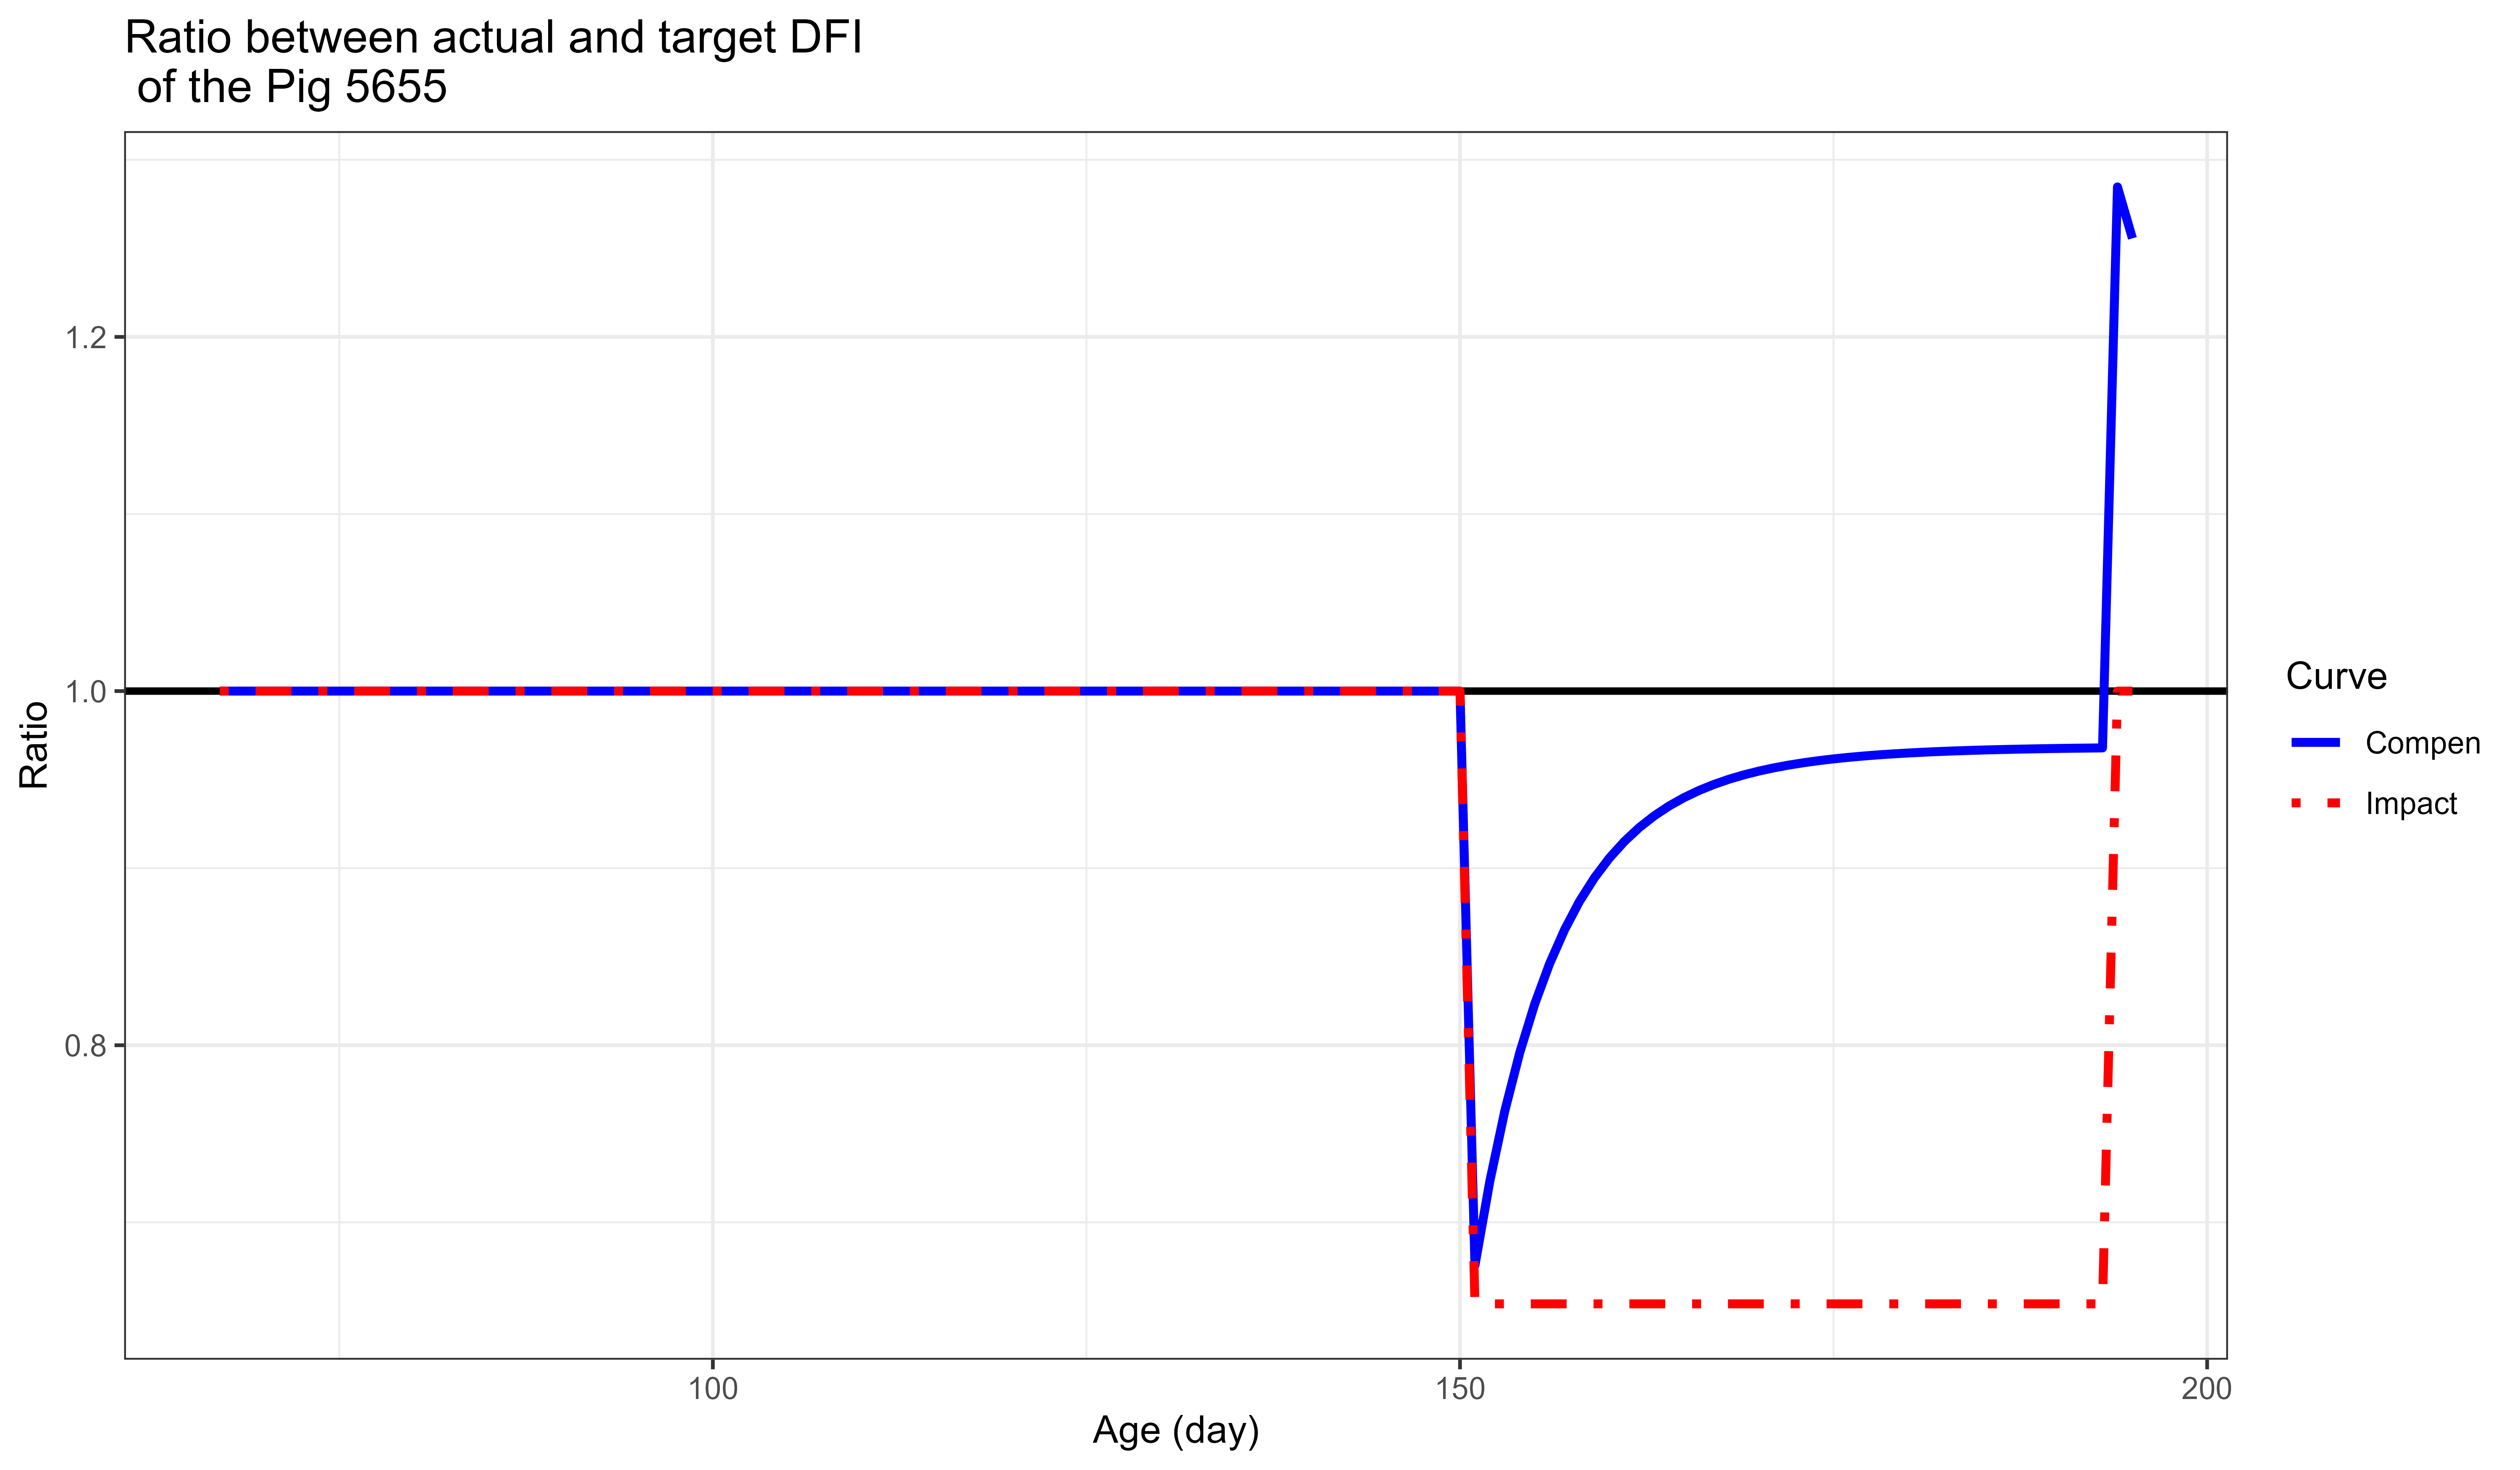 Ratio between actual and target DFI
of the Pig 5655
1.2
1.0
0.8
Ratio
100
150
200
Age (day)
Curve
Compen
Impact